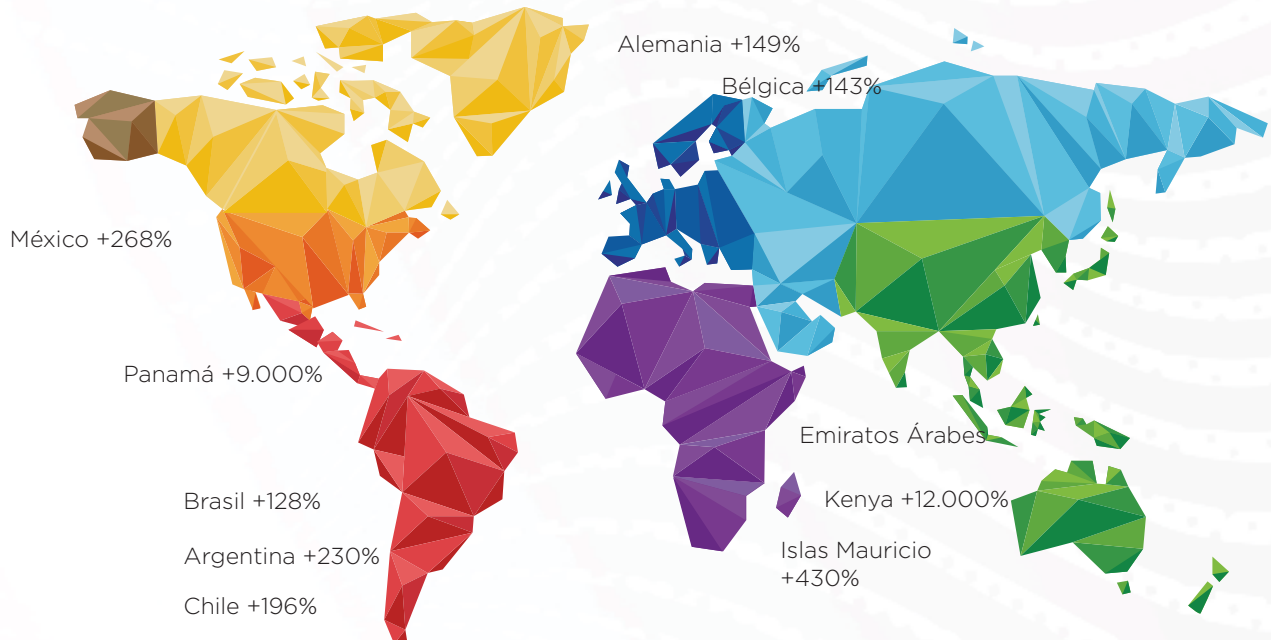 Alemania +149%
Bélgica +143%
México +268%
Panamá +9.000%
Emiratos Árabes
Brasil +128%
Kenya +12.000%
Argentina +230%
Islas Mauricio
+430%
Chile +196%